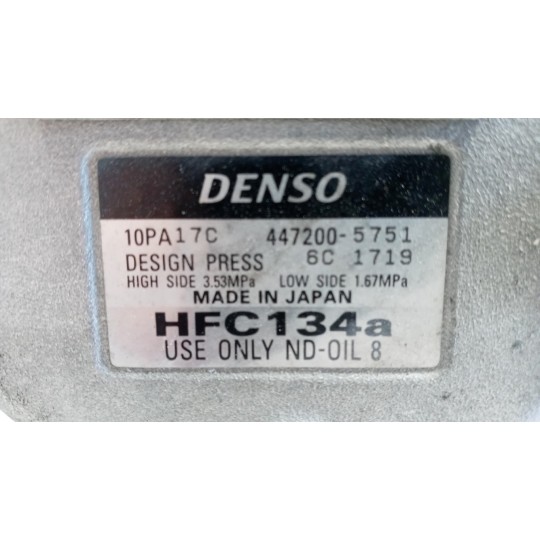 DENSO
10PA17C 447200-5751
DESIGN PRESS 6C 1719
HIGH SIDE 3.53MPa LOW SIDE 1.67MPa
MADE IN JAPAN
HFC134a
USE ONLY ND-OIL 8